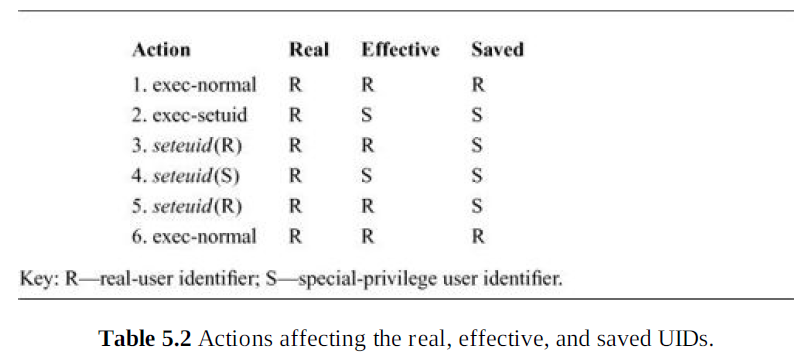 Action Real Effective Saved
1. exec-normal R R R
2. exec-setuid R S S
3. seteuid(R) R R S
4. seteuid(S) R S S
5. seteuid(R) R R S
6. exec-normal R R R
Key: R—real-user identifier; S—special-privilege user identifier.
Table 5.2 Actions affecting the real, effective, and saved UIDs.